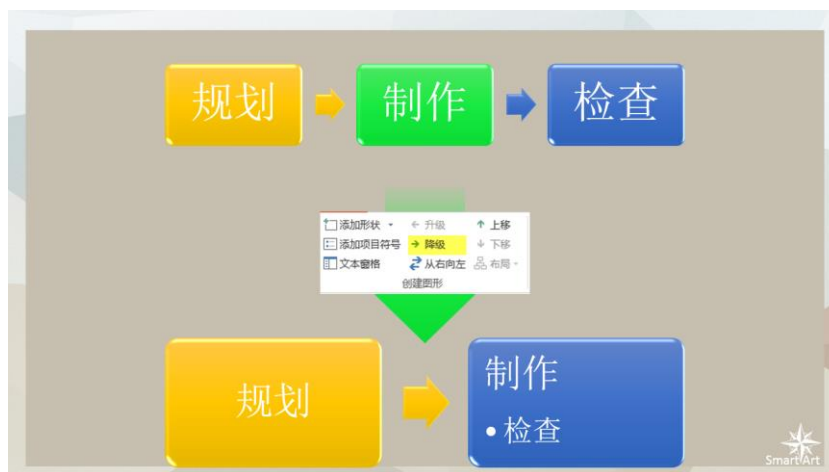 规划 制作 检查
添加形状 升级 上移
添加项目符号 降级 下移
文本窗格 从右向左 布局
创建图形
规划 制作
•检查
Smart Art